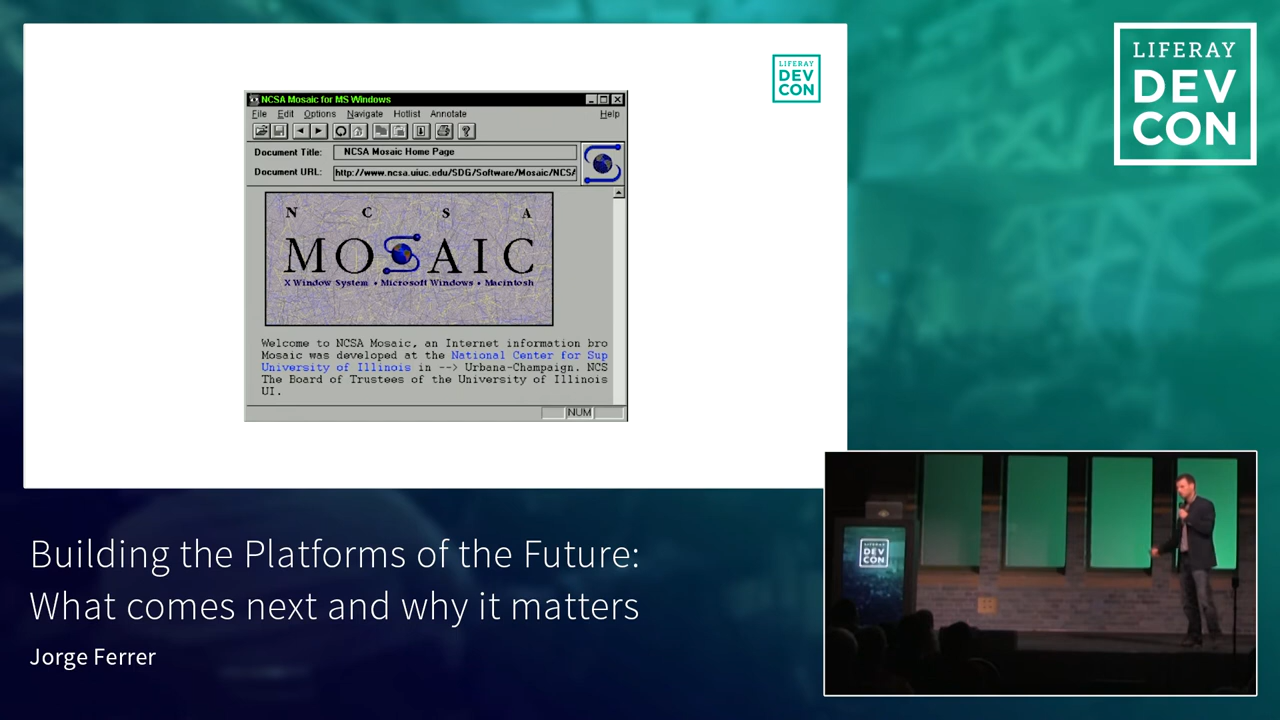 LIFERAY
DEV
CON
NCSA Mosaic for MS Windows
File Edit Options Navigate Hotlist Annotate Help
Document Title: NCSA Mosaic Home Page
Document URL: http://www.ncsa.uiuc.edu/SDG/Software/Mosaic/NCSA
N C S A
MOSAIC
X Window System • Microsoft Windows • Macintosh
Welcome to NCSA Mosaic, an Internet information bro
Mosaic was developed at the National Center for Sup
University of Illinois in --> Urbana-Champaign. NCS
The Board of Trustees of the University of Illinois
UI.
NUM
LIFERAY
DEV
CON
Building the Platforms of the Future:
What comes next and why it matters
Jorge Ferrer
DEV
CON